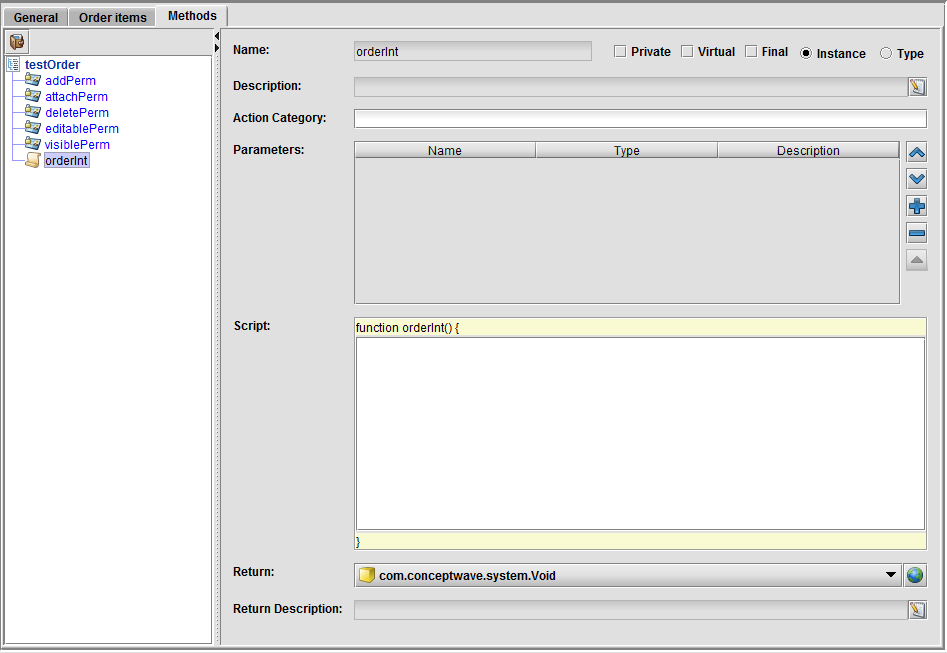 General Order items Methods
testOrder
addPerm
attachPerm
deletePerm
editablePerm
visiblePerm
orderInt
Name: orderInt Private Virtual Final Instance Type
Description:
Action Category:
Parameters: Name Type Description
Script: function orderInt() {
}
Return: com.conceptwave.system.Void
Return Description: